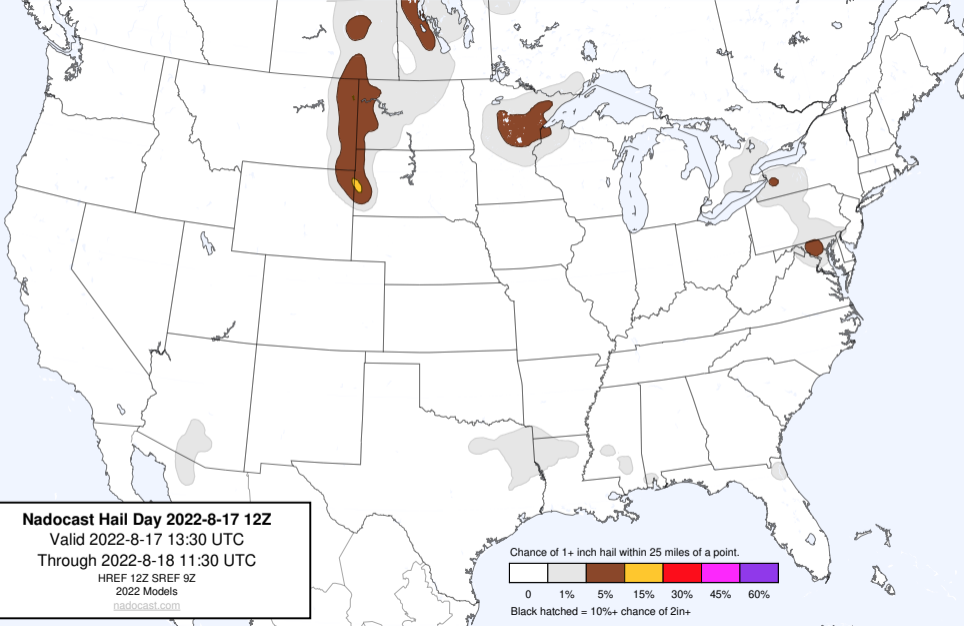 Nadocast Hail Day 2022-8-17 12Z
Valid 2022-8-17 13:30 UTC
Through 2022-8-18 11:30 UTC
HREF 12Z SREF 9Z
2022 Models
nadocast.com
Chance of 1+ inch hail within 25 miles of a point.
0 1% 5% 15% 30% 45% 60%
Black hatched = 10%+ chance of 2in+